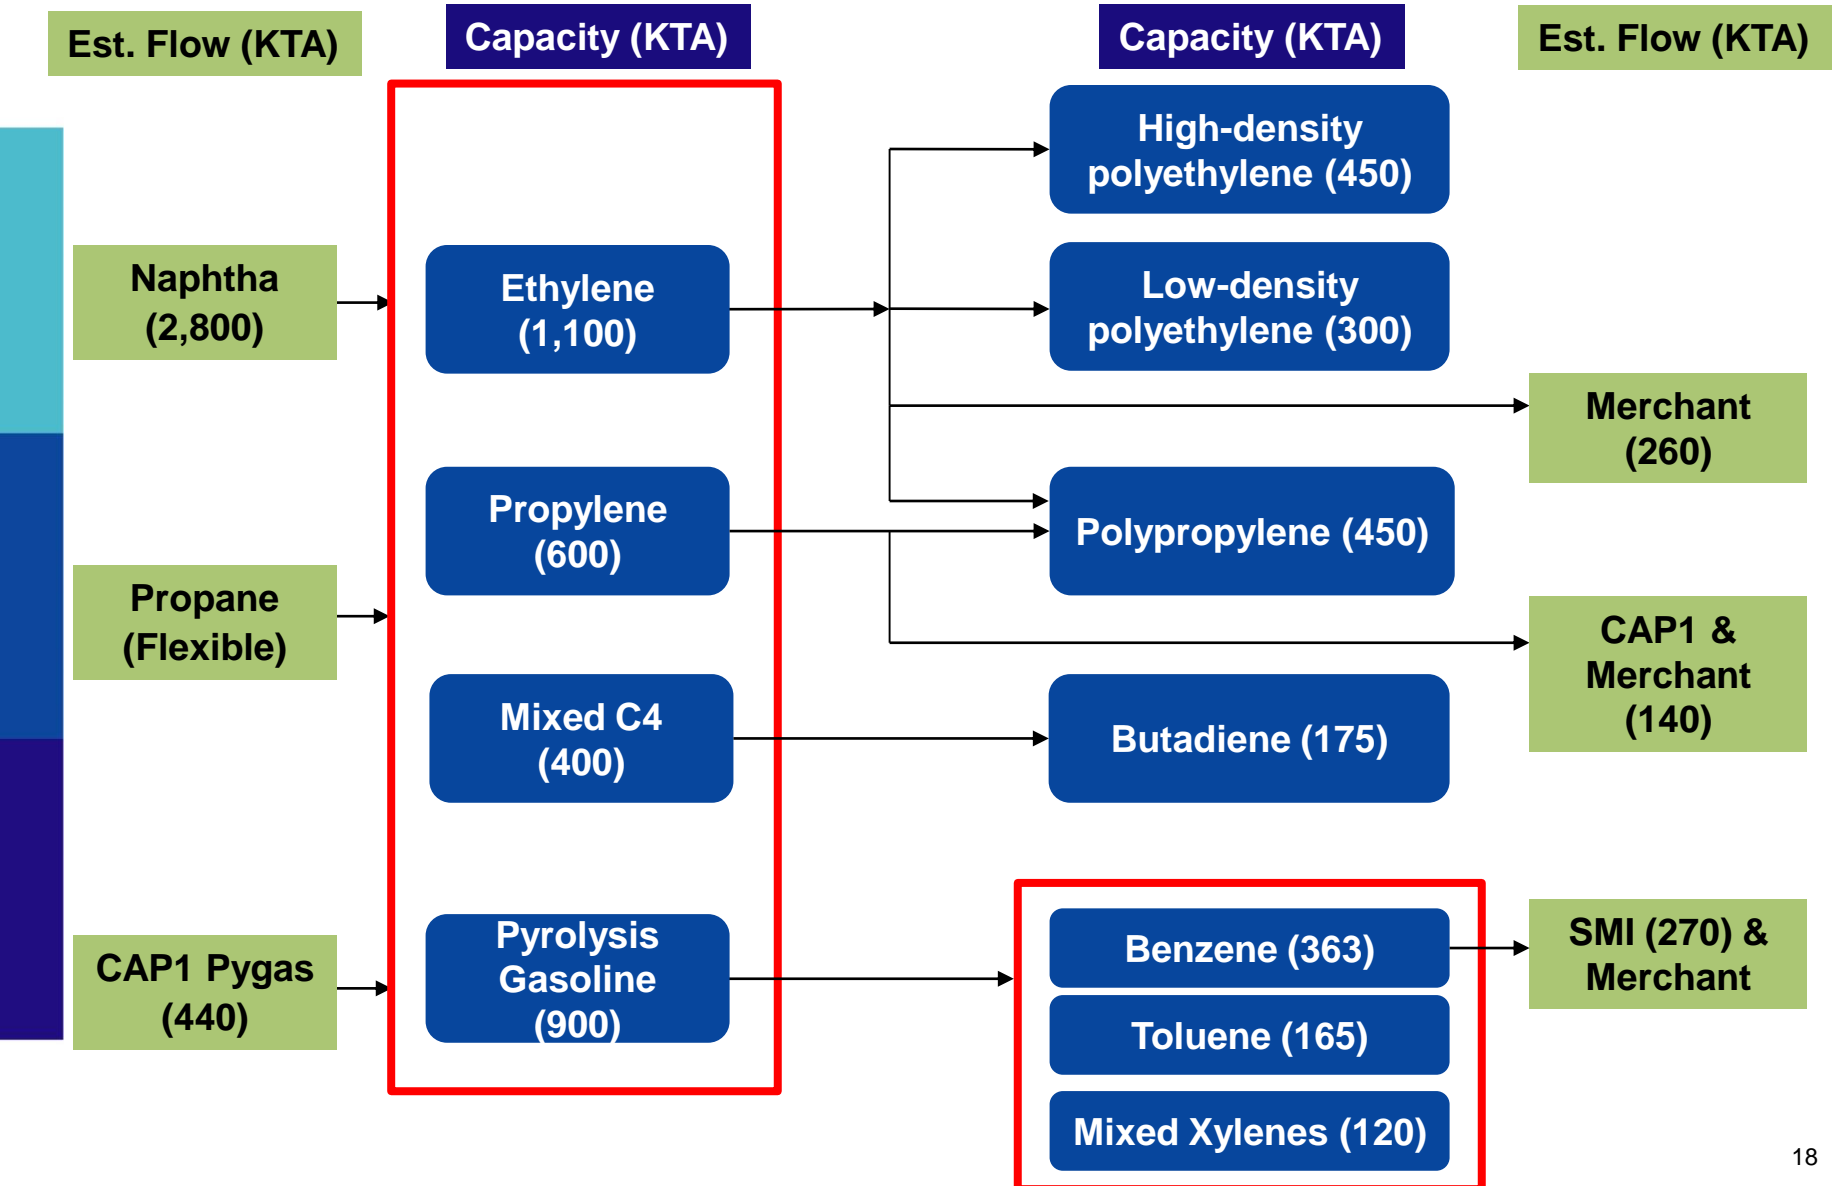 Est. Flow (KTA)
Capacity (KTA)
Capacity (KTA)
Est. Flow (KTA)
Naphtha
(2,800)
Propane
(Flexible)
CAP1 Pygas
(440)
Ethylene
(1,100)
Propylene
(600)
Mixed C4
(400)
Pyrolysis
Gasoline
(900)
High-density
polyethylene (450)
Low-density
polyethylene (300)
Polypropylene (450)
Butadiene (175)
Benzene (363)
Toluene (165)
Mixed Xylenes (120)
Merchant
(260)
CAP1 &
Merchant
(140)
SMI (270) &
Merchant
18